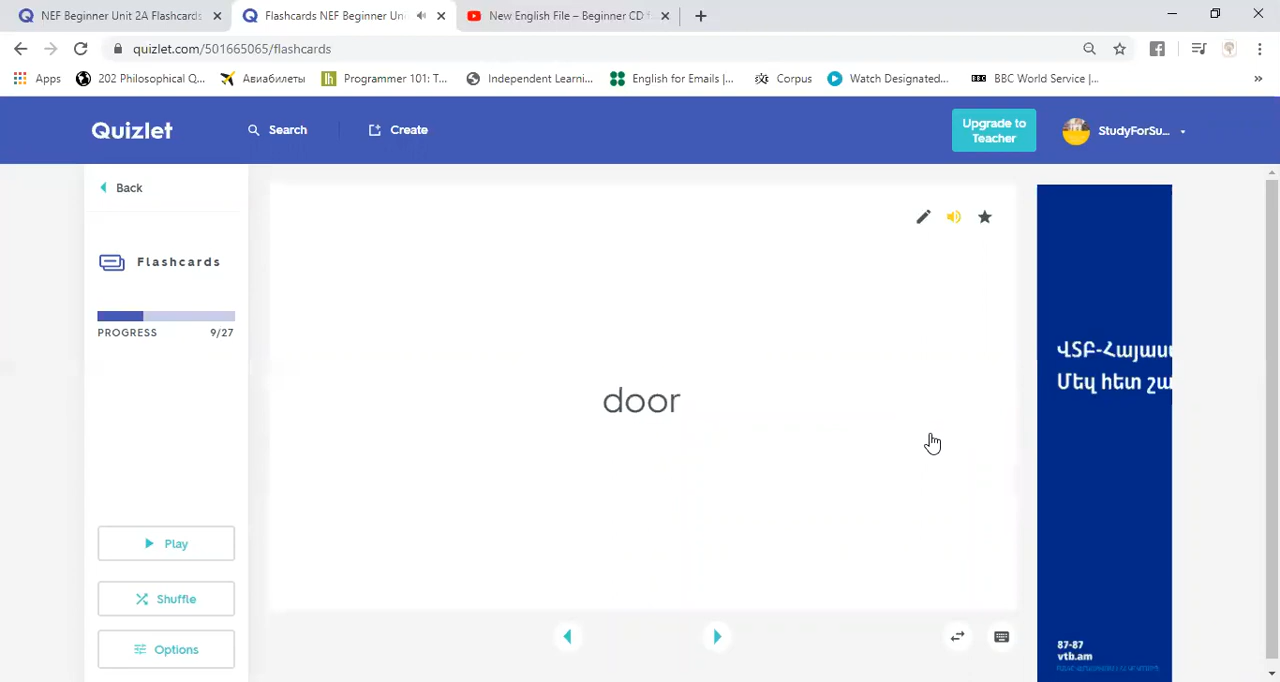 NEF Beginner Unit 2A Flashcards
Flashcards NEF Beginner Uni
New English File – Beginner CD f
quizlet.com/501665065/flashcards
Apps
202 Philosophical Q...
Авиабилеты
Programmer 101: T...
Independent Learni...
English for Emails |...
Corpus
Watch Designated...
BBC World Service |...
Quizlet
Search
Create
Upgrade to
Teacher
StudyForSu...
Back
Flashcards
PROGRESS 9/27
door
Play
Shuffle
Options
ՎՏԲ-Հայաս
Մեկ հետ շա
87-87
vtb.am